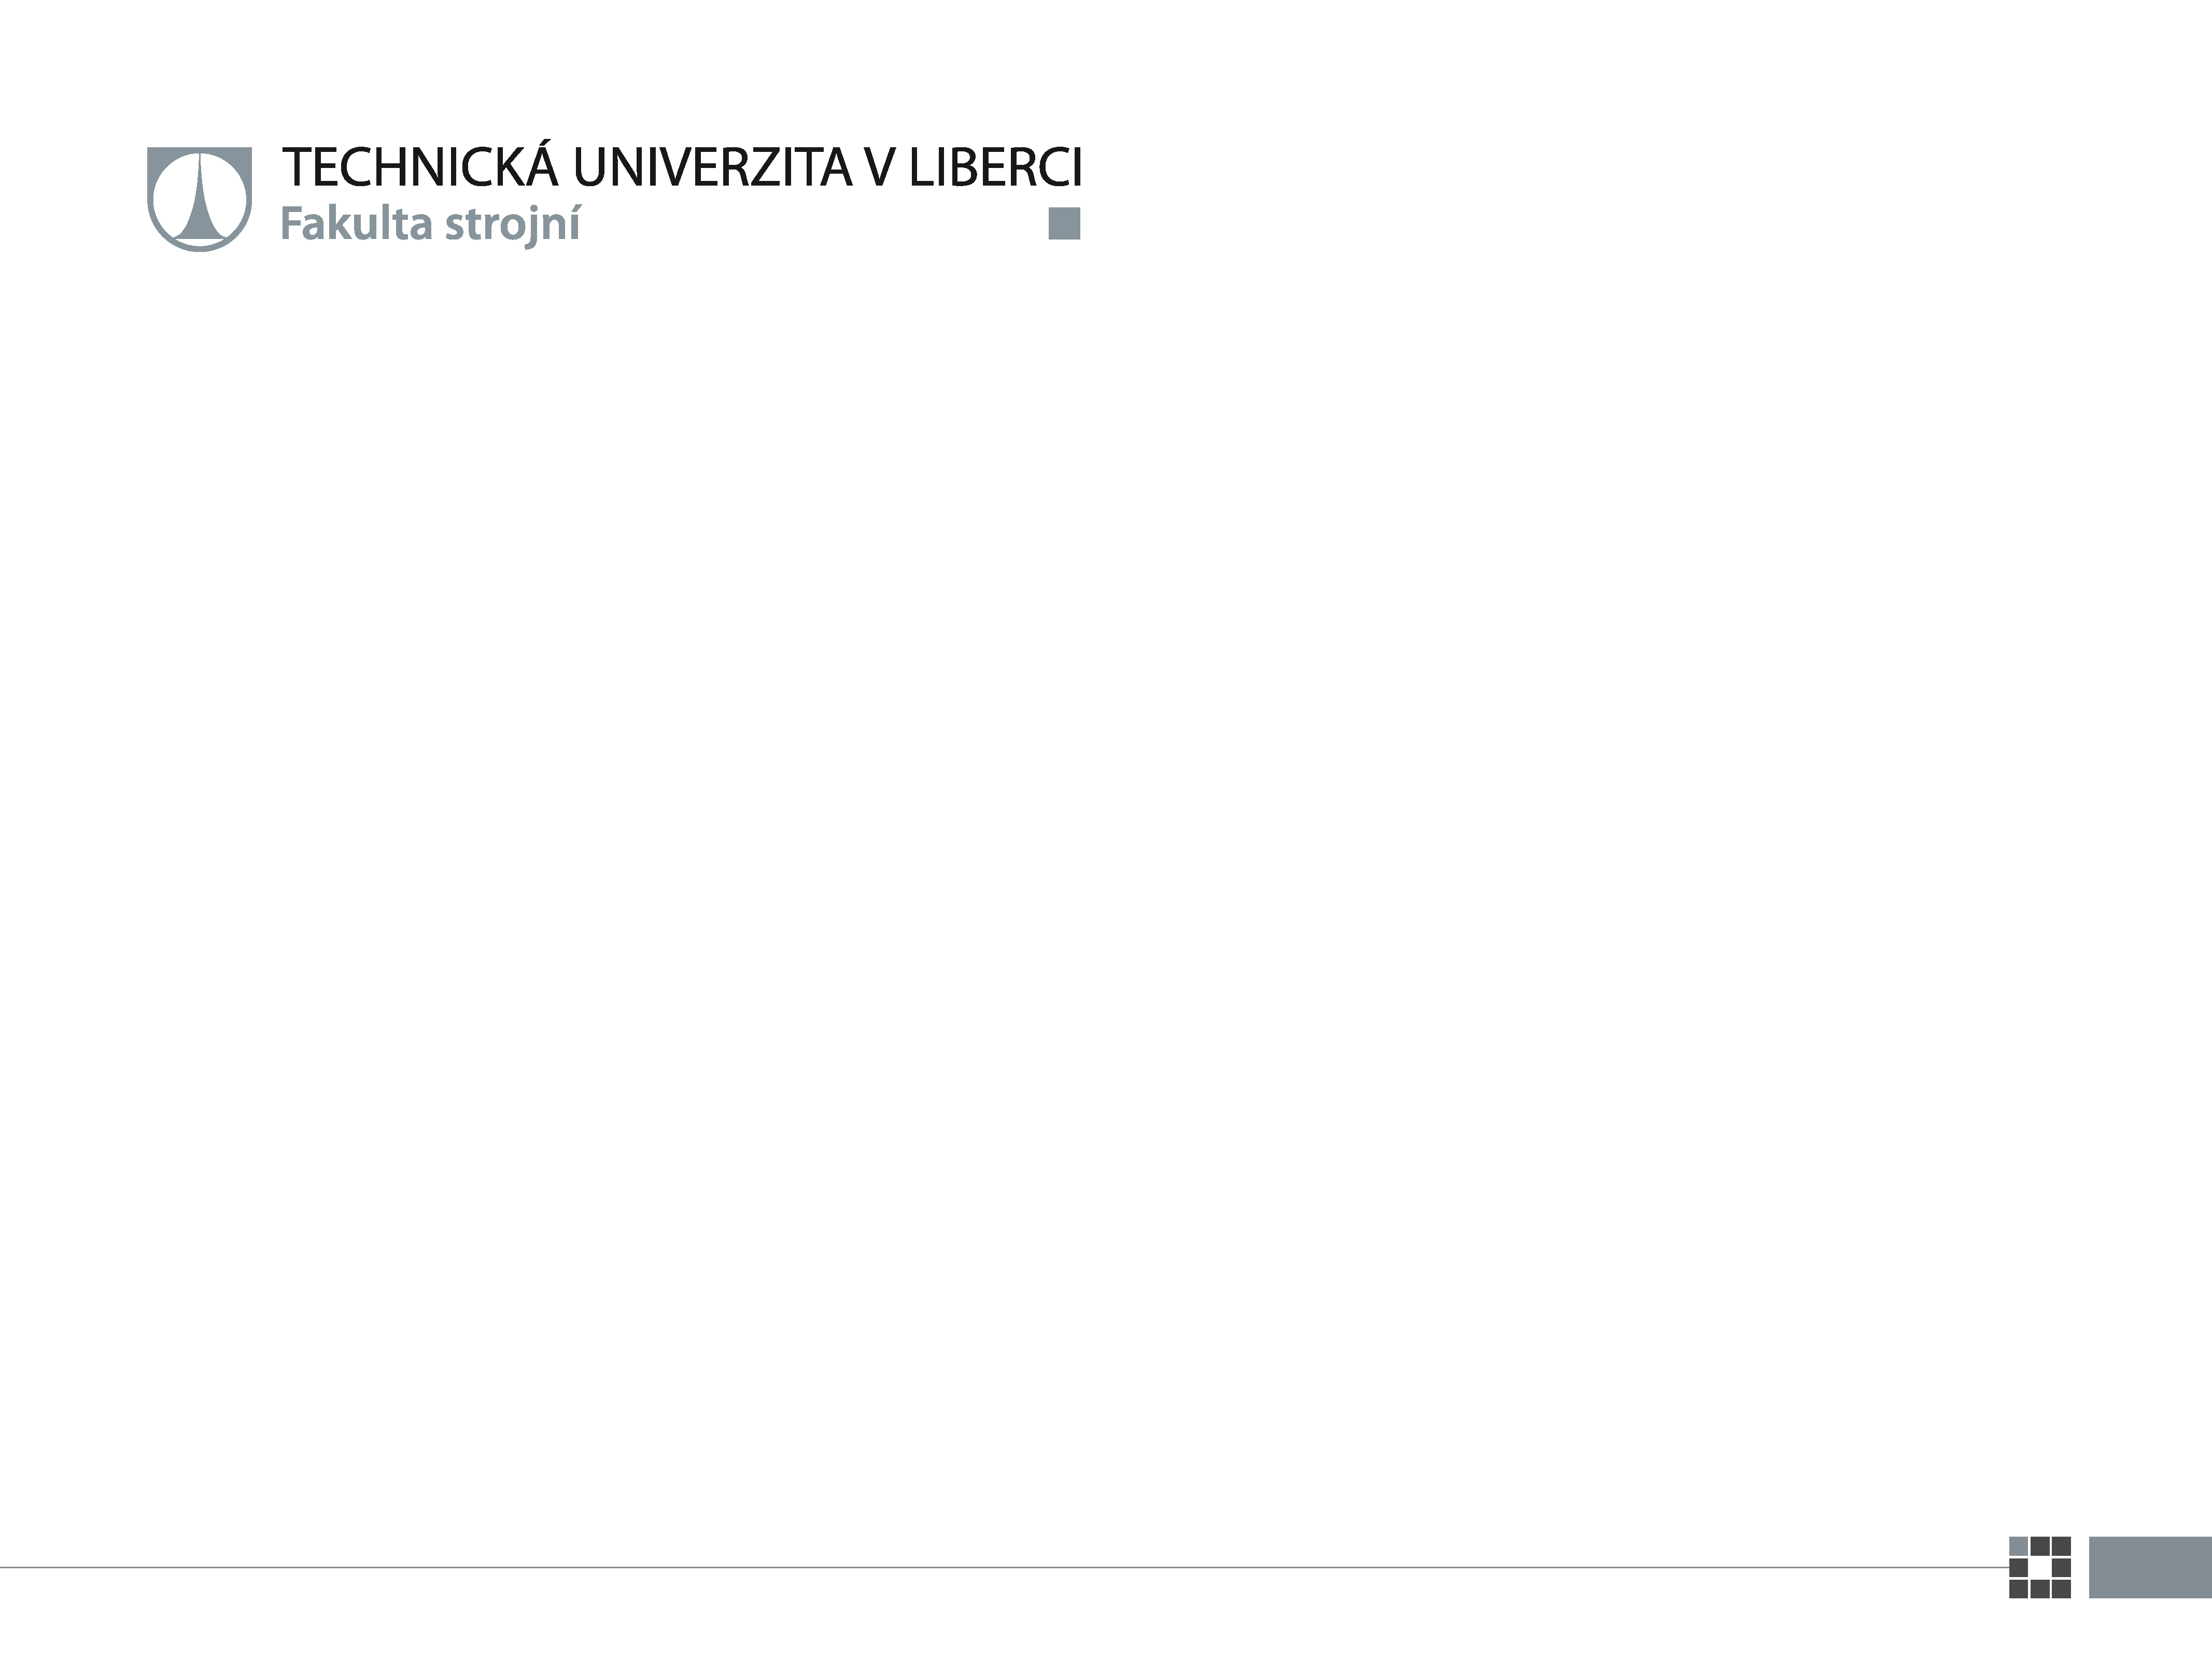 TECHNICKÁ UNIVERZITA V LIBERCI
Fakulta strojní